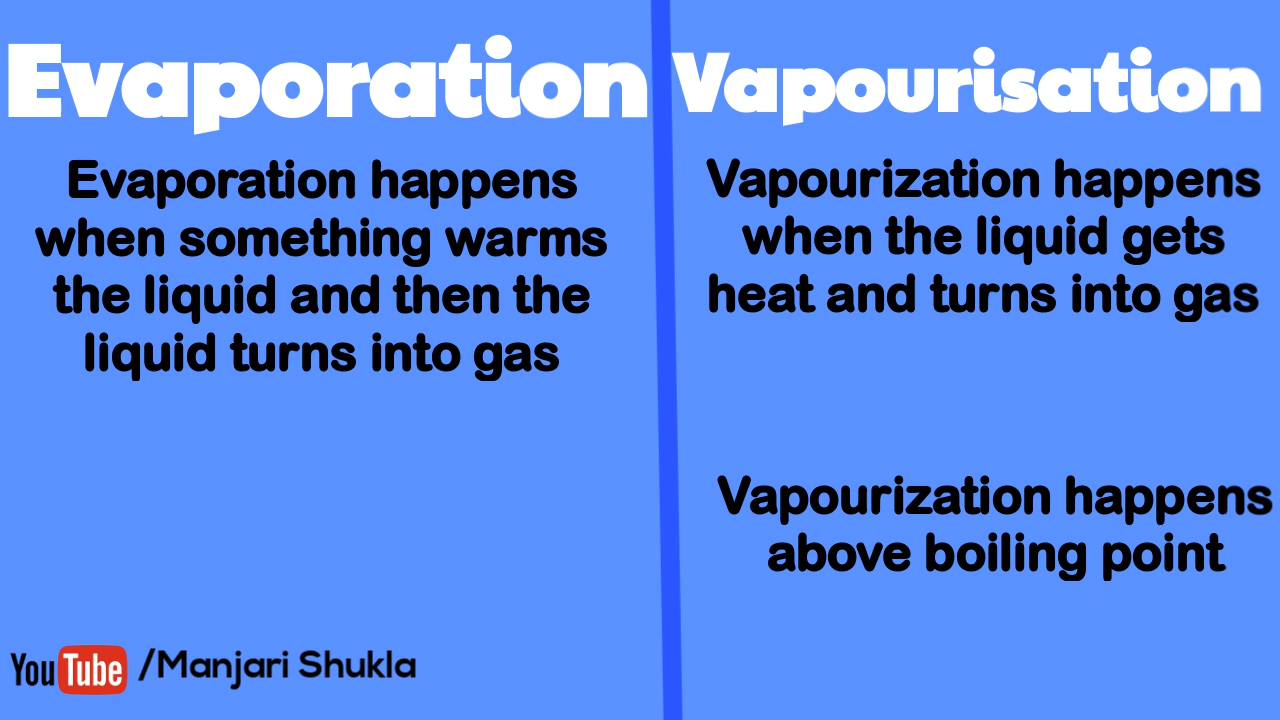 Evaporation
Evaporation happens
when something warms
the liquid and then the
liquid turns into gas
Vapourisation
Vapourization happens
when the liquid gets
heat and turns into gas
Vapourization happens
above boiling point
YouTube /Manjari Shukla